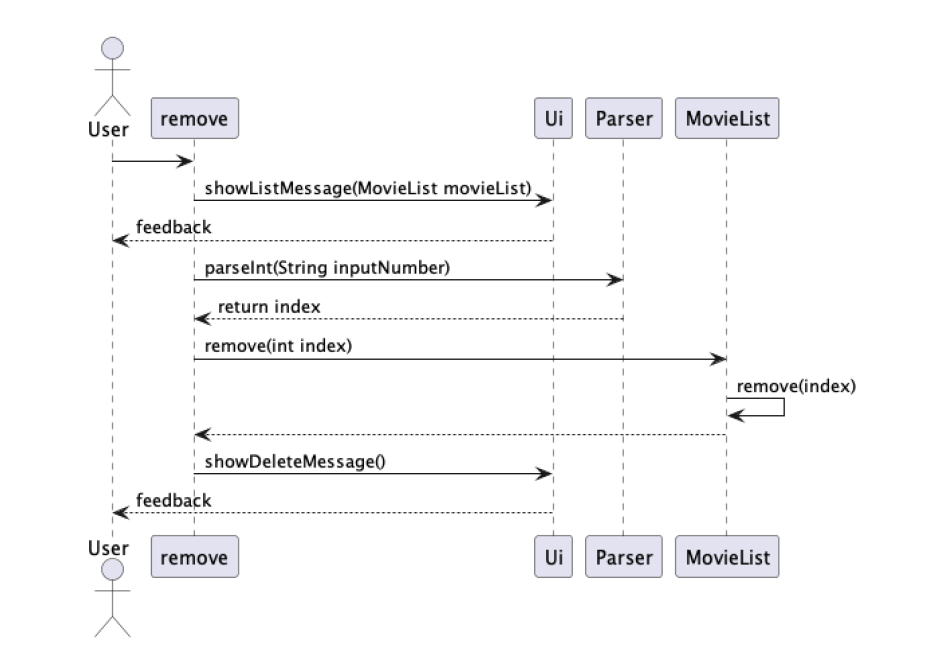 User
remove
Ui
Parser
MovieList
showListMessage(MovieList movieList)
feedback
parseInt(String inputNumber)
return index
remove(int index)
remove(index)
showDeleteMessage()
feedback
User
remove
Ui
Parser
MovieList